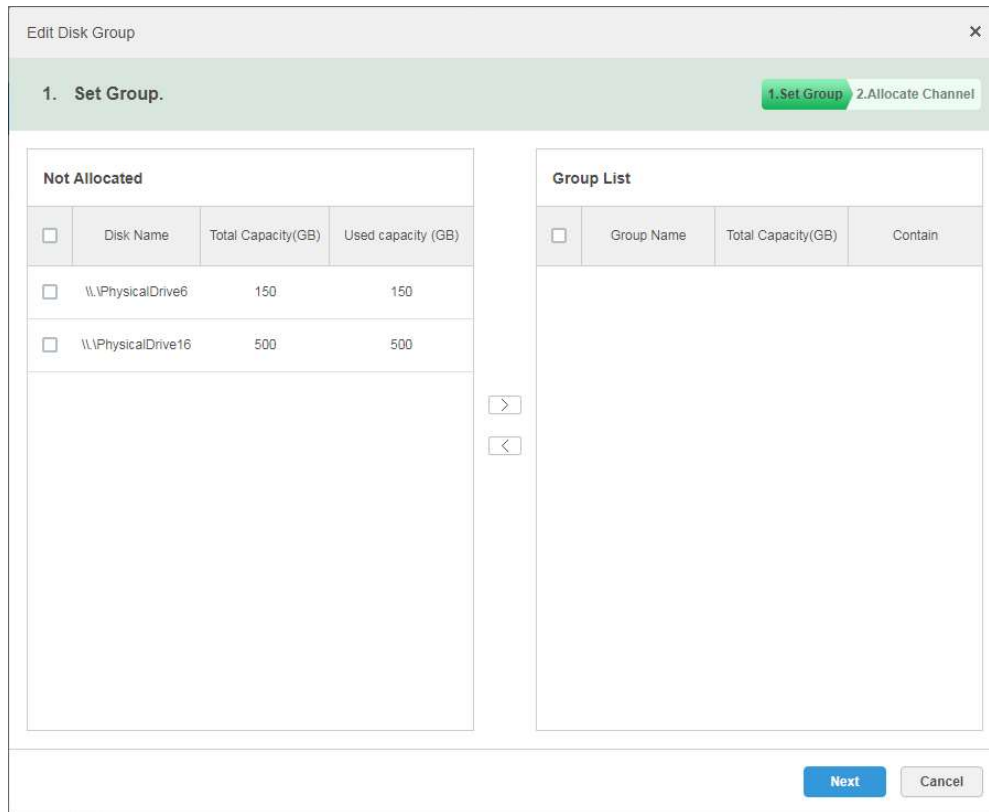 Edit Disk Group
1. Set Group.
1.Set Group 2.Allocate Channel
Not Allocated
Disk Name Total Capacity(GB) Used capacity (GB)
\\.\PhysicalDrive6 150 150
\\.\PhysicalDrive16 500 500
Group List
Group Name Total Capacity(GB) Contain
Next Cancel